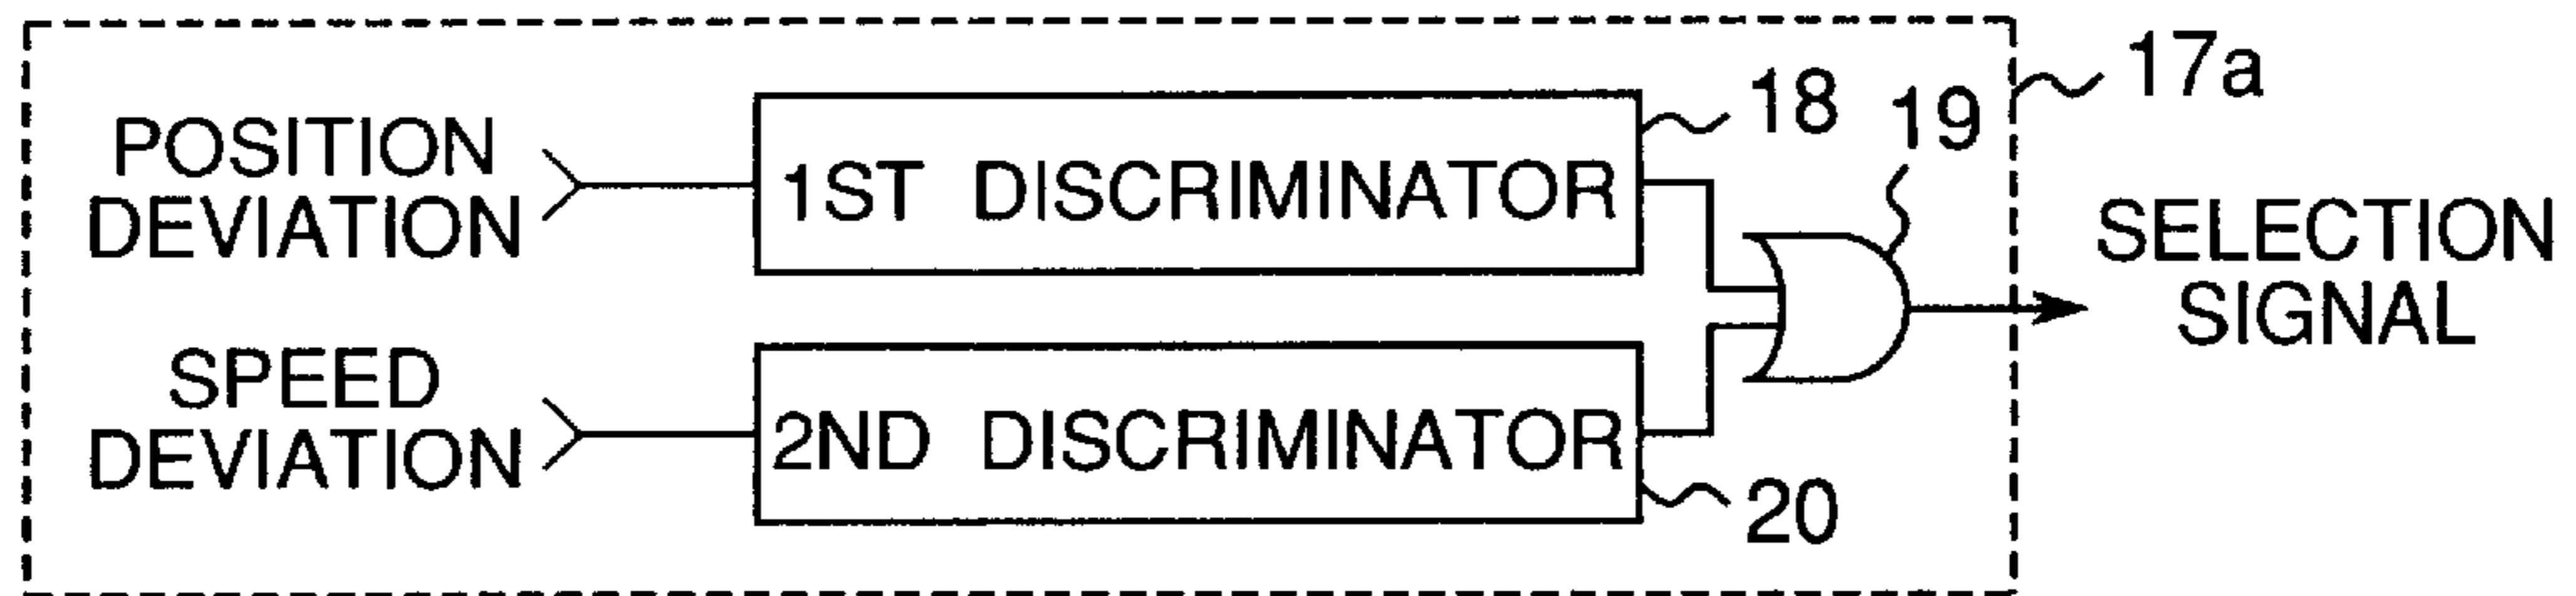 17a
POSITION
DEVIATION
1ST DISCRIMINATOR
18
19
SELECTION
SIGNAL
SPEED
DEVIATION
2ND DISCRIMINATOR
20